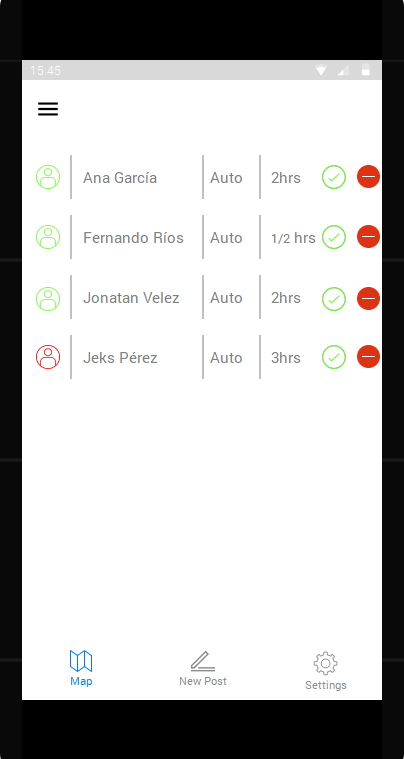 15:45
Ana García Auto 2hrs
Fernando Ríos Auto 1/2 hrs
Jonatan Velez Auto 2hrs
Jeks Pérez Auto 3hrs
Map New Post Settings